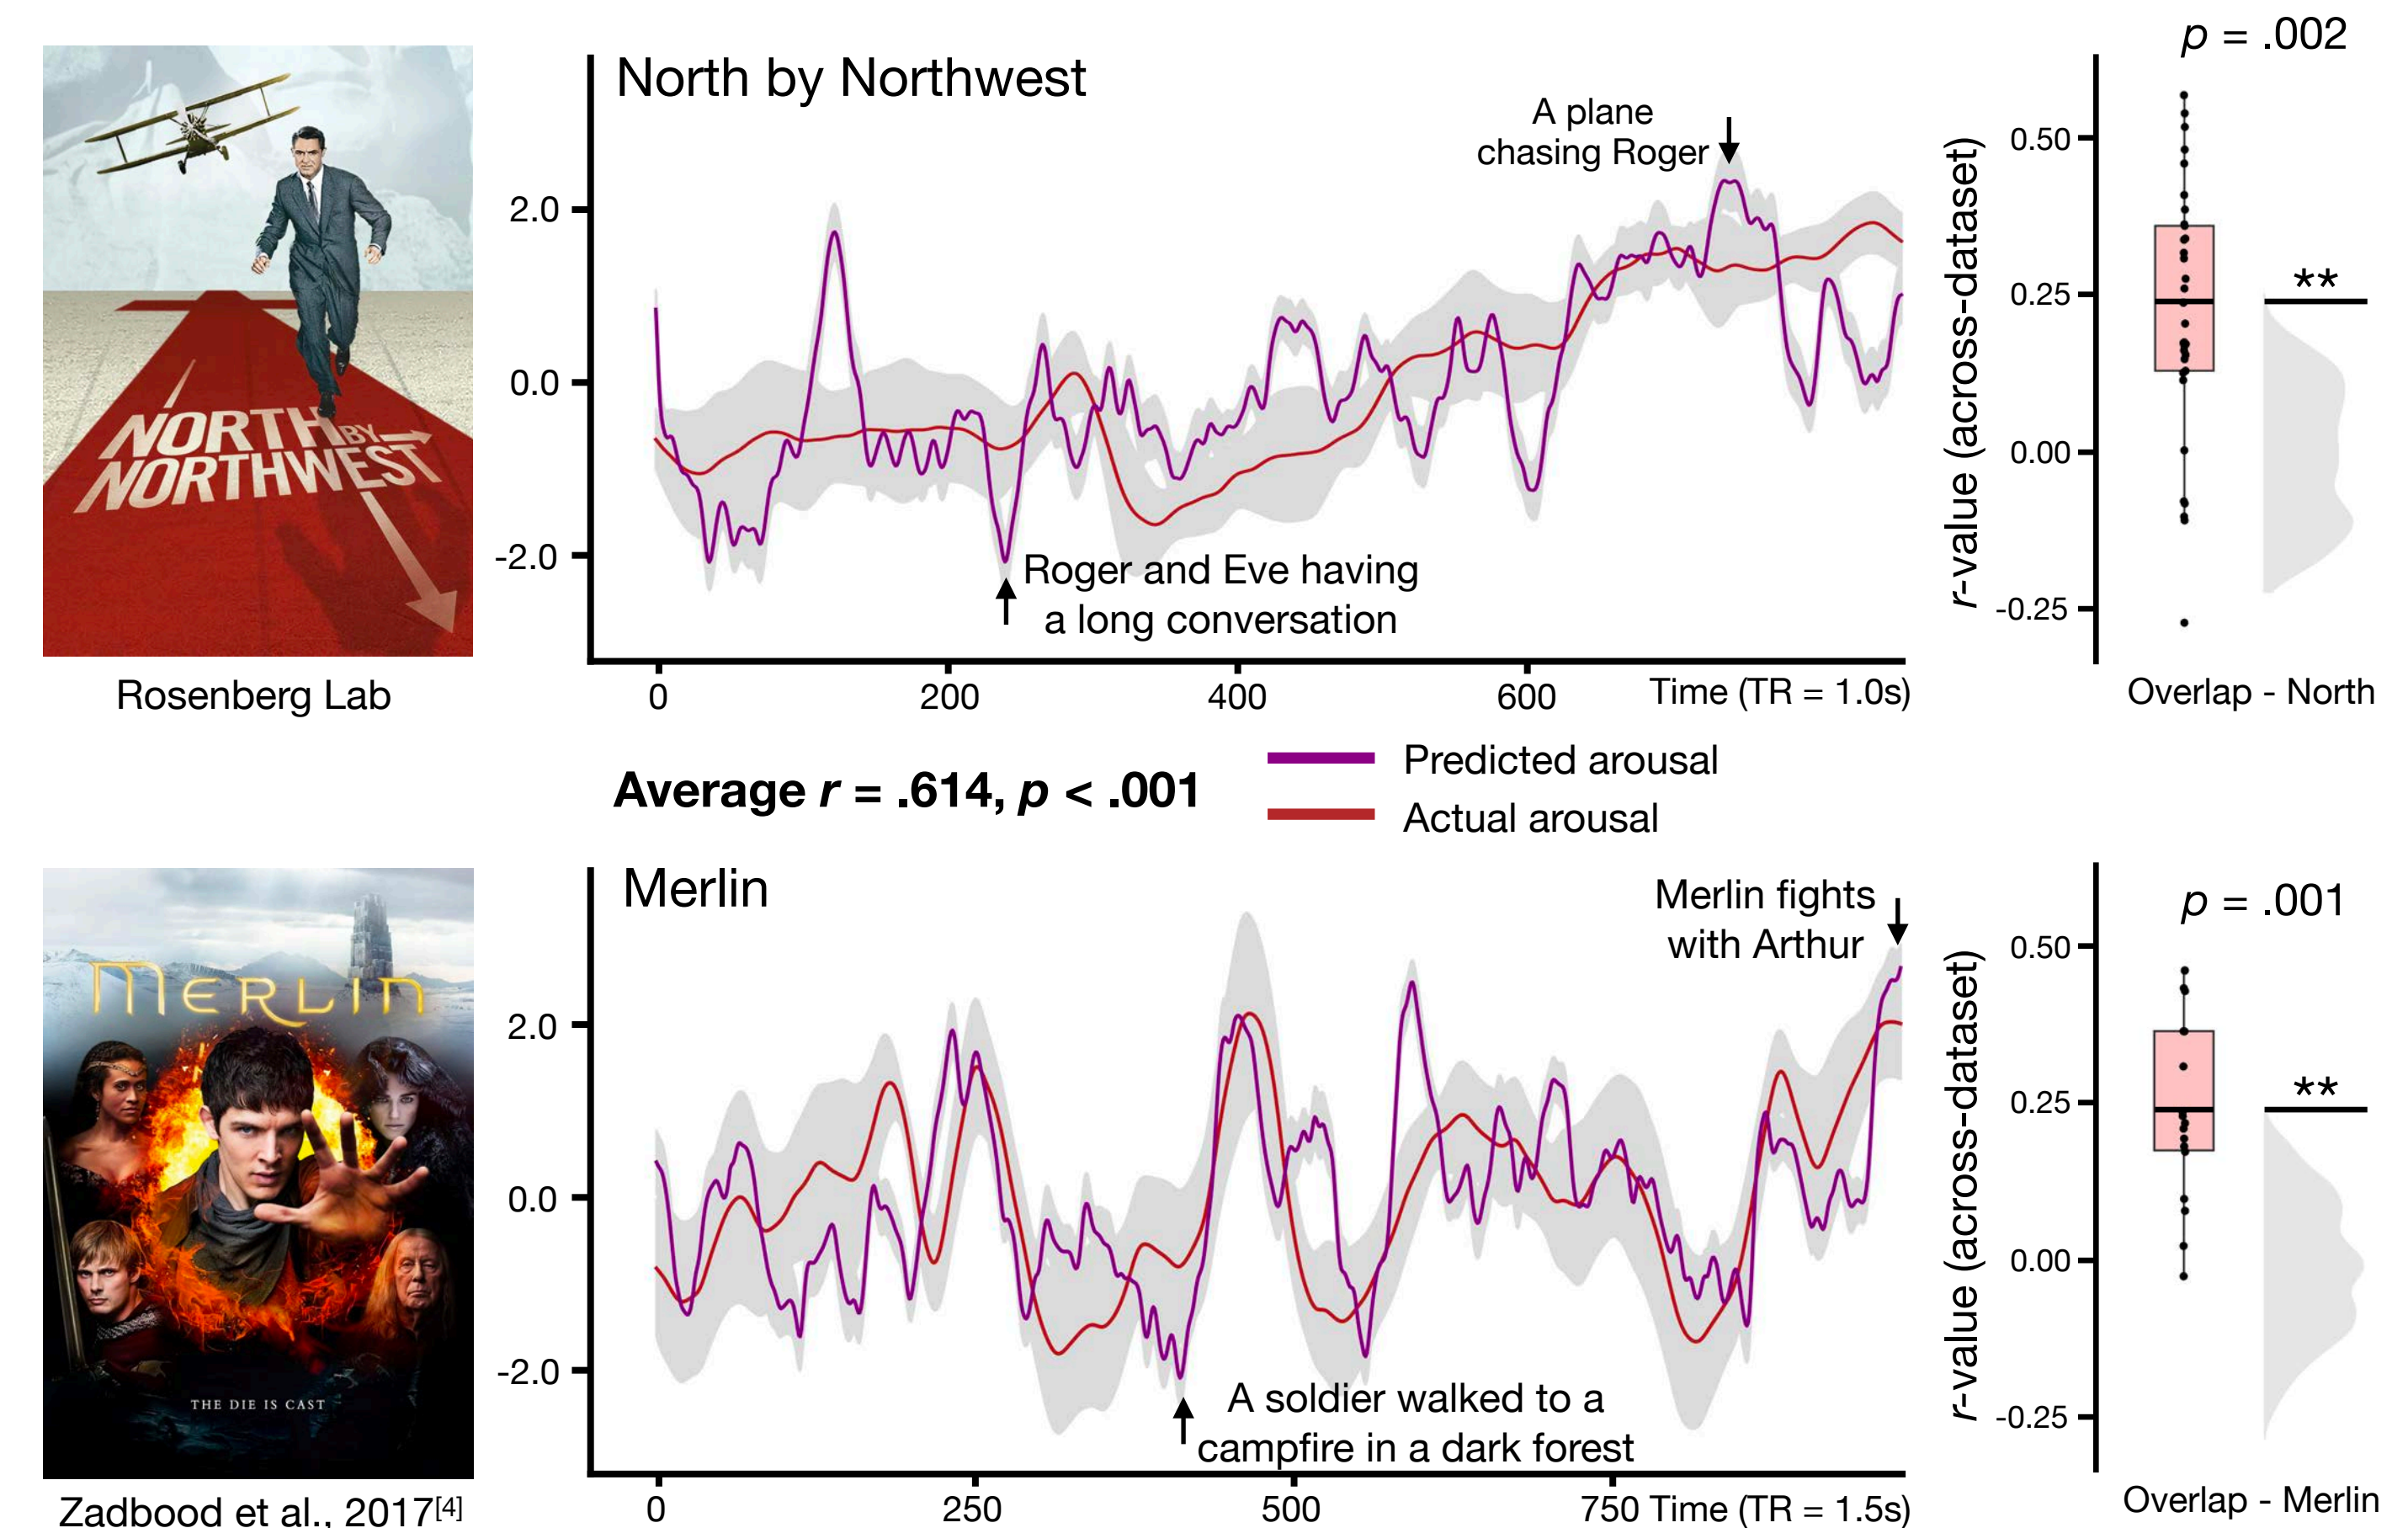 NORTH BY
NORTHWEST
Rosenberg Lab
North by Northwest
2.0
0.0
-2.0
A plane
chasing Roger
Roger and Eve having
a long conversation
0 200 400 600 Time (TR = 1.0s)
p = .002
r-value (across-dataset)
0.50
0.25
0.00
-0.25
**
Overlap - North
Average r = .614, p < .001
Predicted arousal
Actual arousal
MERLIN
THE DIE IS CAST
Zadbood et al., 2017[4]
Merlin
2.0
0.0
-2.0
Merlin fights
with Arthur
A soldier walked to a
campfire in a dark forest
0 250 500 750 Time (TR = 1.5s)
p = .001
r-value (across-dataset)
0.50
0.25
0.00
-0.25
**
Overlap - Merlin